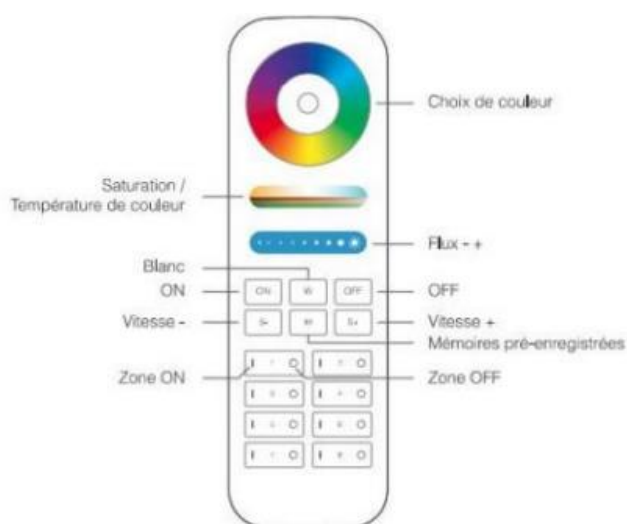 Choix de couleur
Saturation /
Température de couleur
Flux - +
Blanc
ON
ON
W
OFF
OFF
Vitesse -
S-
M
S+
Vitesse +
Mémoires pré-enregistrées
Zone ON
Zone OFF